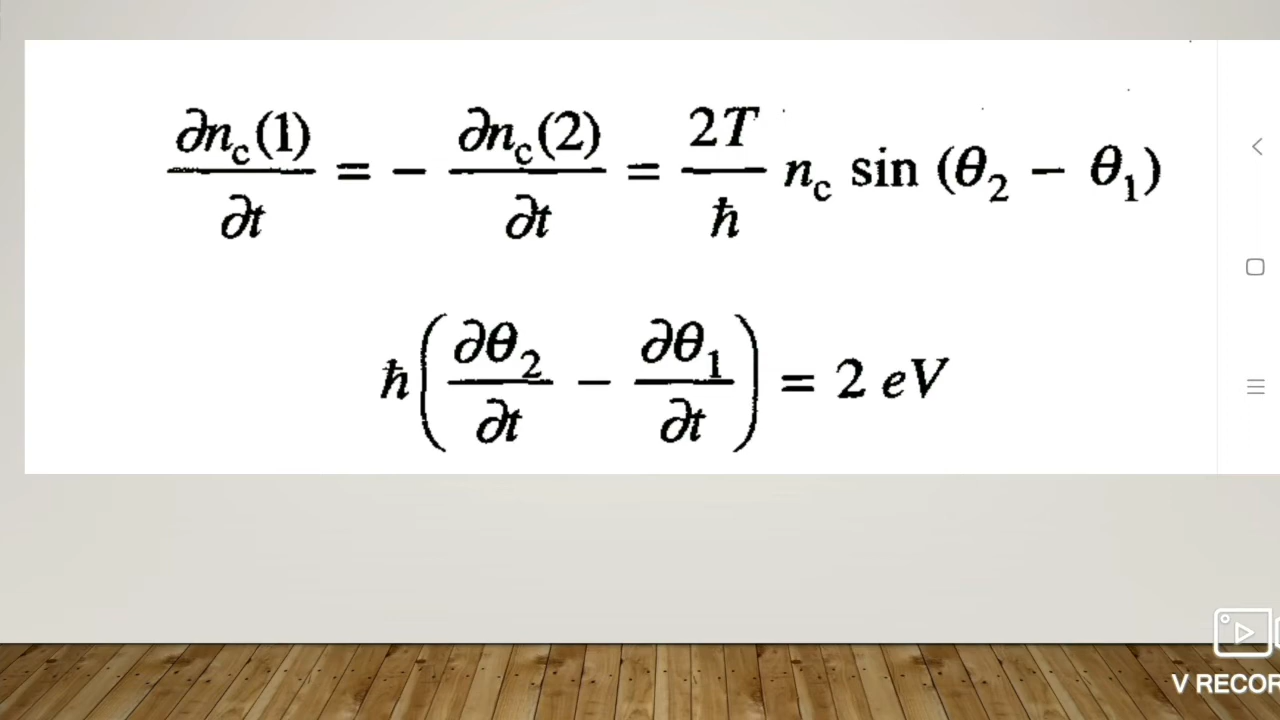 ∂n_c(1)/∂t = − ∂n_c(2)/∂t = 2T/ħ n_c sin (θ_2 − θ_1)
ħ(∂θ_2/∂t − ∂θ_1/∂t) = 2 eV
V RECOR